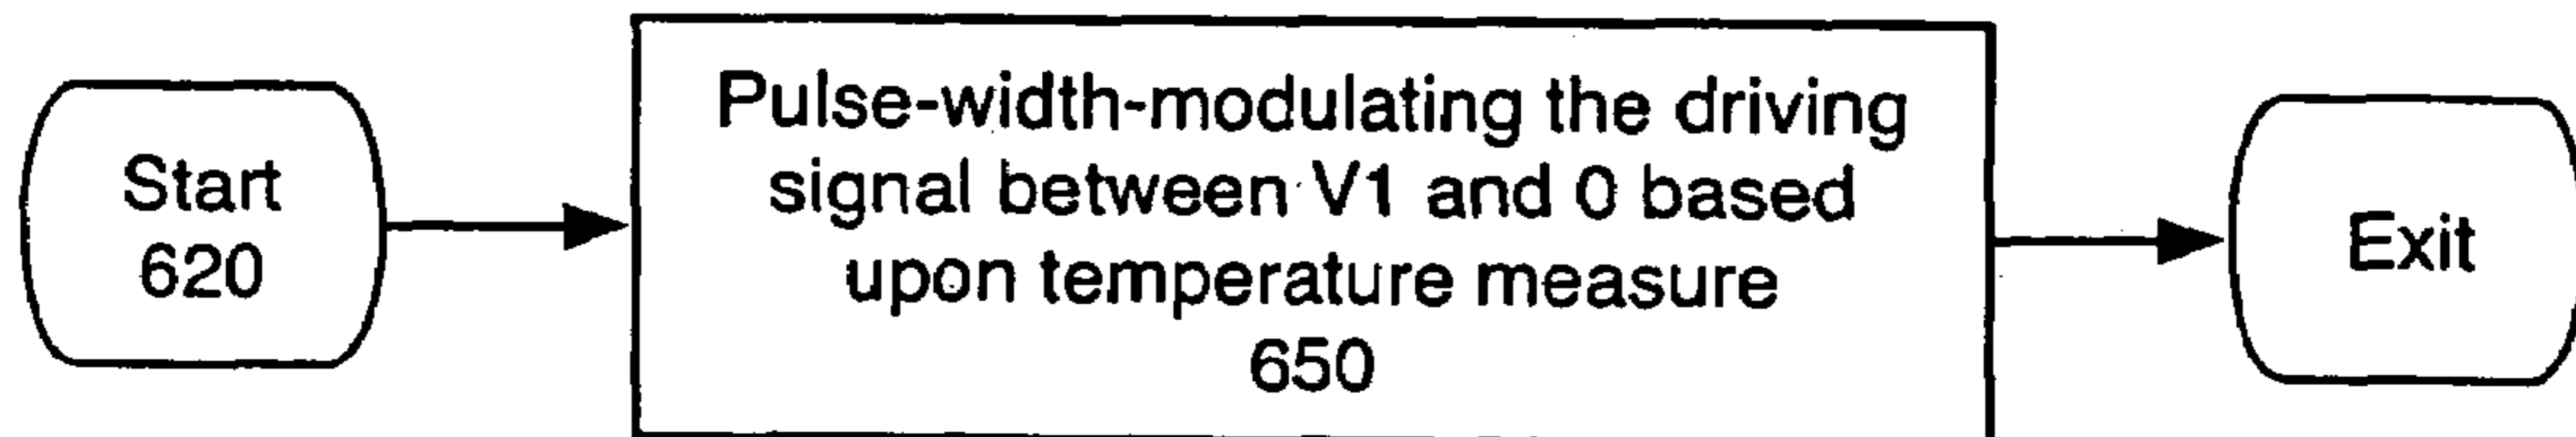 Start
620
Pulse-width-modulating the driving
signal between V1 and 0 based
upon temperature measure
650
Exit